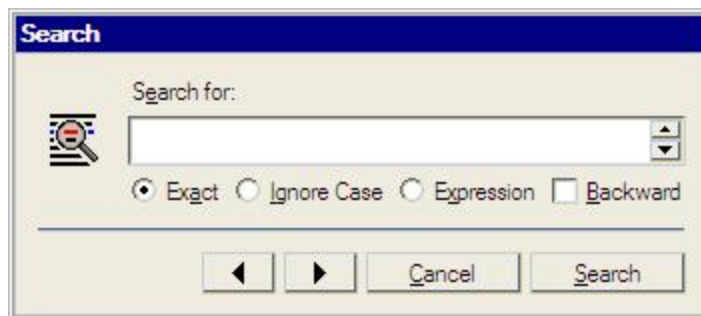 Search
Search for:
Exact Ignore Case Expression Backward
Cancel Search